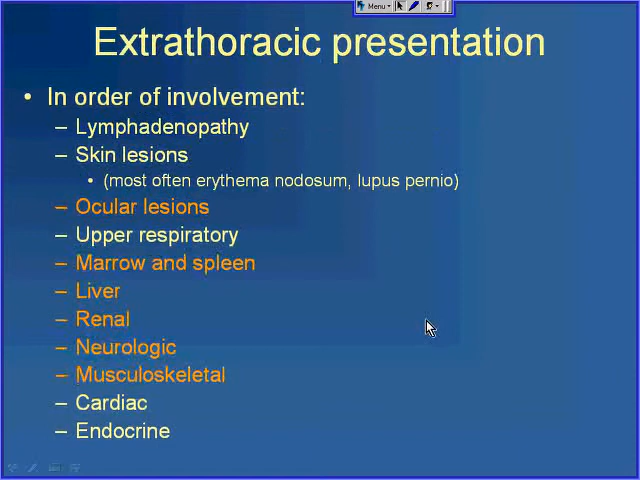 Menu
Extrathoracic presentation
• In order of involvement:
– Lymphadenopathy
– Skin lesions
• (most often erythema nodosum, lupus pernio)
– Ocular lesions
– Upper respiratory
– Marrow and spleen
– Liver
– Renal
– Neurologic
– Musculoskeletal
– Cardiac
– Endocrine